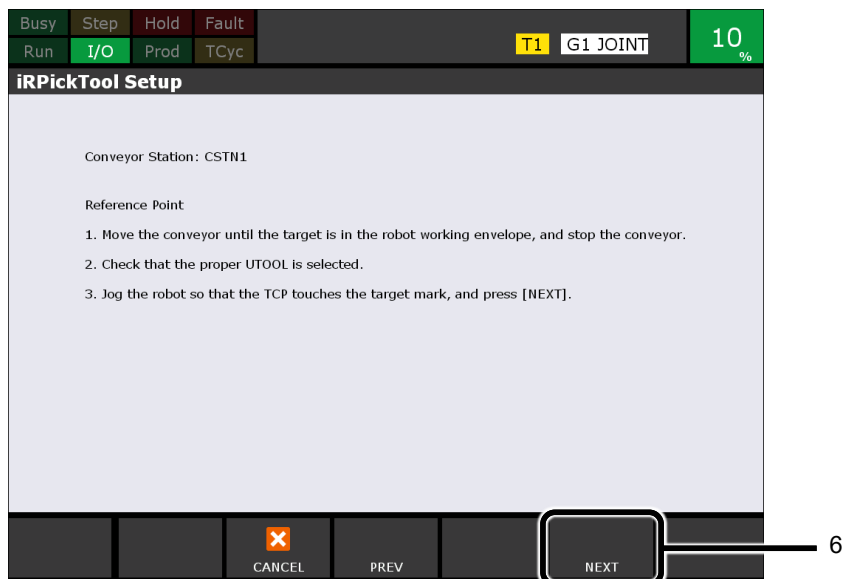 Busy Step Hold Fault
Run I/O Prod TCyc
T1 G1 JOINT
10
%
iRPickTool Setup
Conveyor Station: CSTN1
Reference Point
1. Move the conveyor until the target is in the robot working envelope, and stop the conveyor.
2. Check that the proper UTOOL is selected.
3. Jog the robot so that the TCP touches the target mark, and press [NEXT].
6
CANCEL PREV NEXT